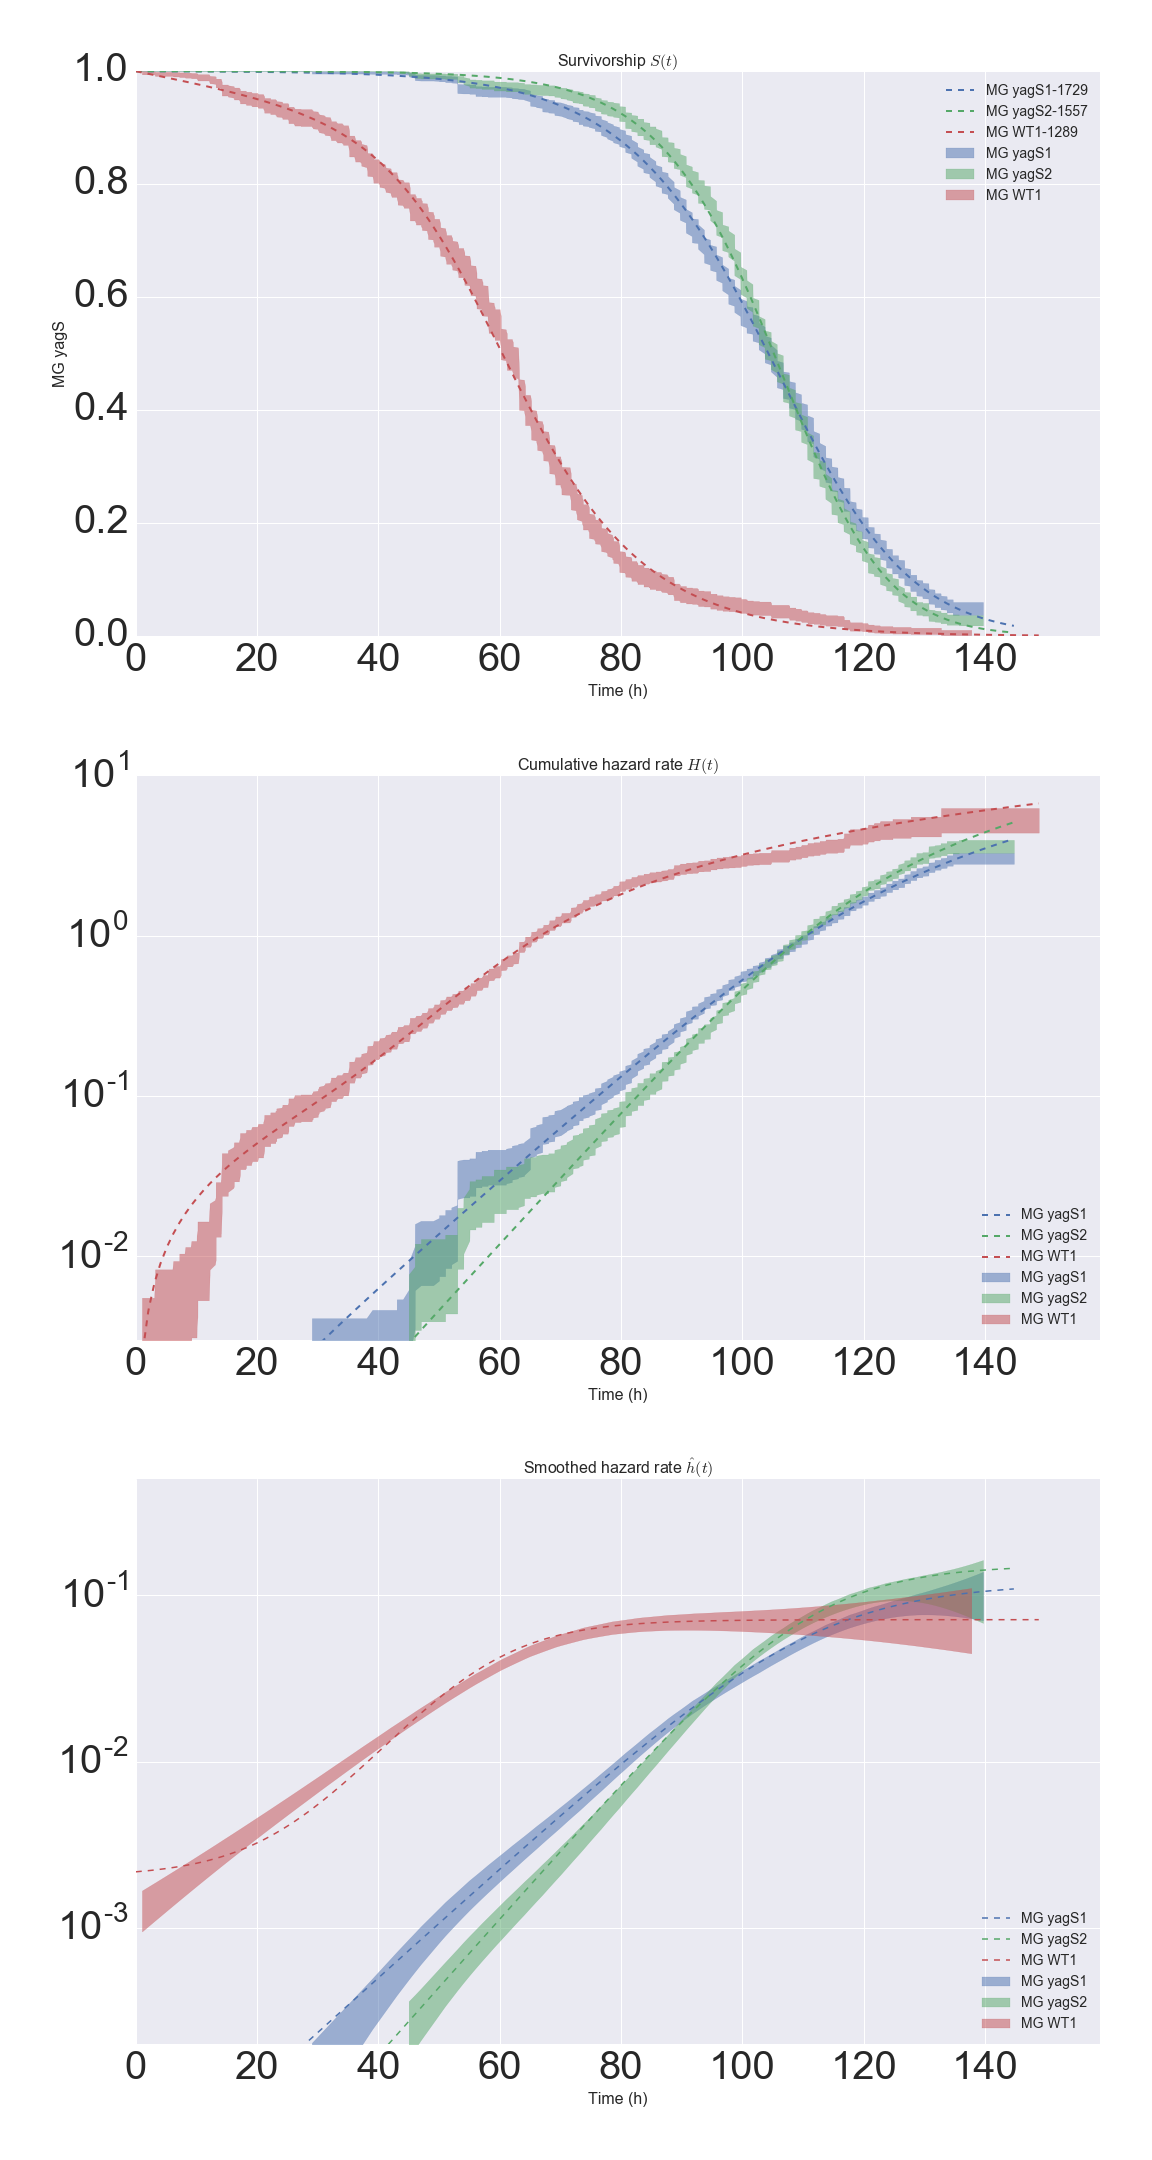 Survivorship S(t)
1.0
0.8
0.6
0.4
0.2
0.0
MG yagS
MG yagS1-1729
MG yagS2-1557
MG WT1-1289
MG yagS1
MG yagS2
MG WT1
0 20 40 60 80 100 120 140
Time (h)
Cumulative hazard rate H(t)
10^1
10^0
10^-1
10^-2
MG yagS1
MG yagS2
MG WT1
MG yagS1
MG yagS2
MG WT1
0 20 40 60 80 100 120 140
Time (h)
Smoothed hazard rate ĥ(t)
10^-1
10^-2
10^-3
MG yagS1
MG yagS2
MG WT1
MG yagS1
MG yagS2
MG WT1
0 20 40 60 80 100 120 140
Time (h)